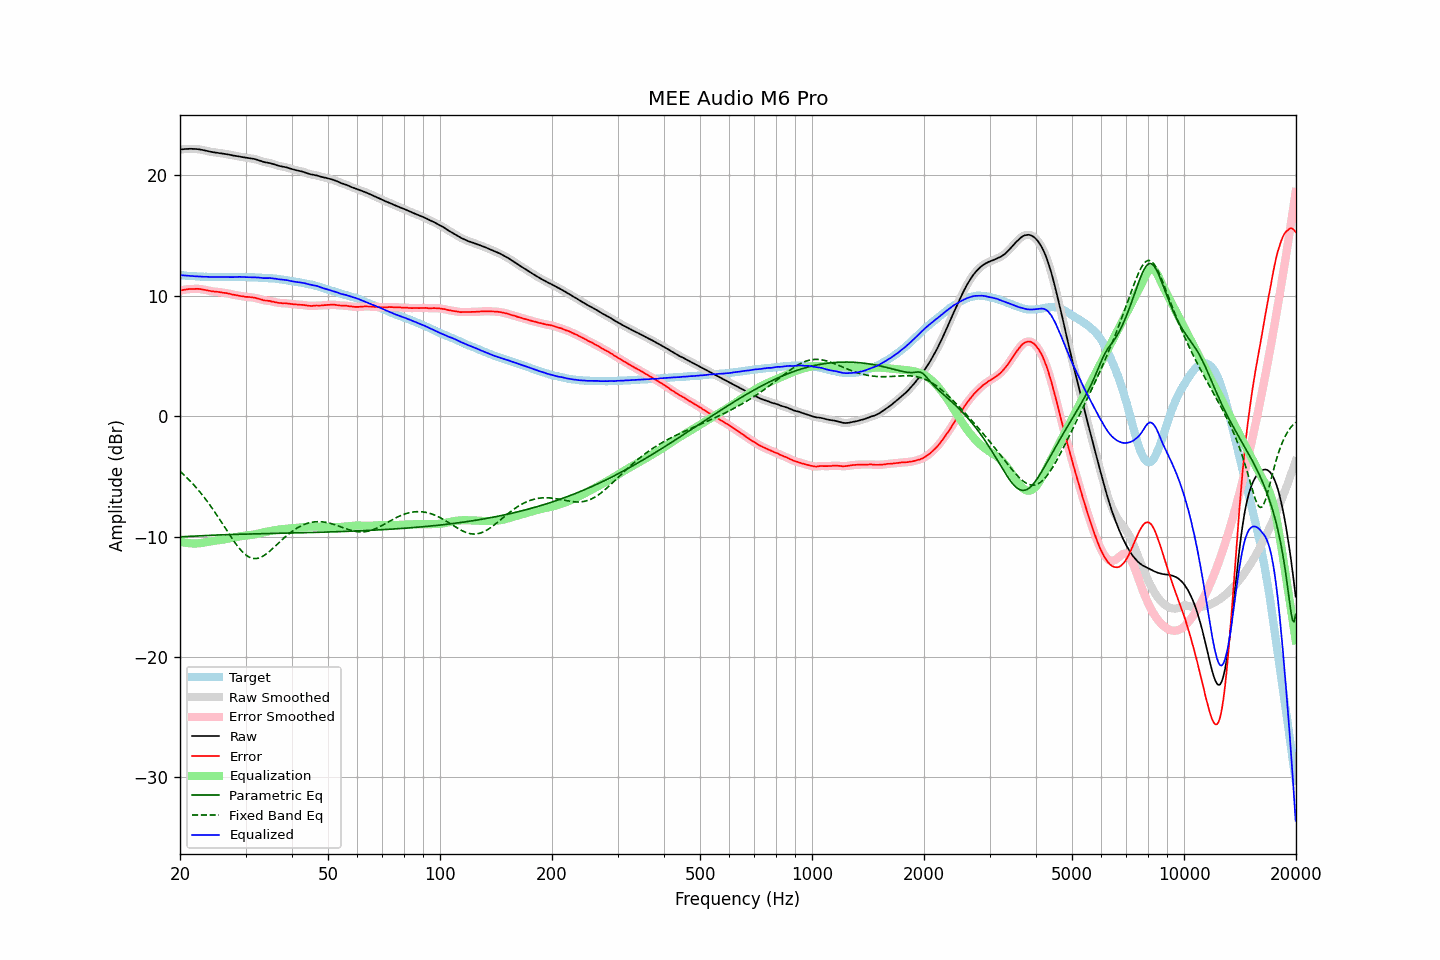 MEE Audio M6 Pro
Amplitude (dBr)
20
10
0
−10
−20
−30
Target
Raw Smoothed
Error Smoothed
Raw
Error
Equalization
Parametric Eq
Fixed Band Eq
Equalized
20 50 100 200 500 1000 2000 5000 10000 20000
Frequency (Hz)